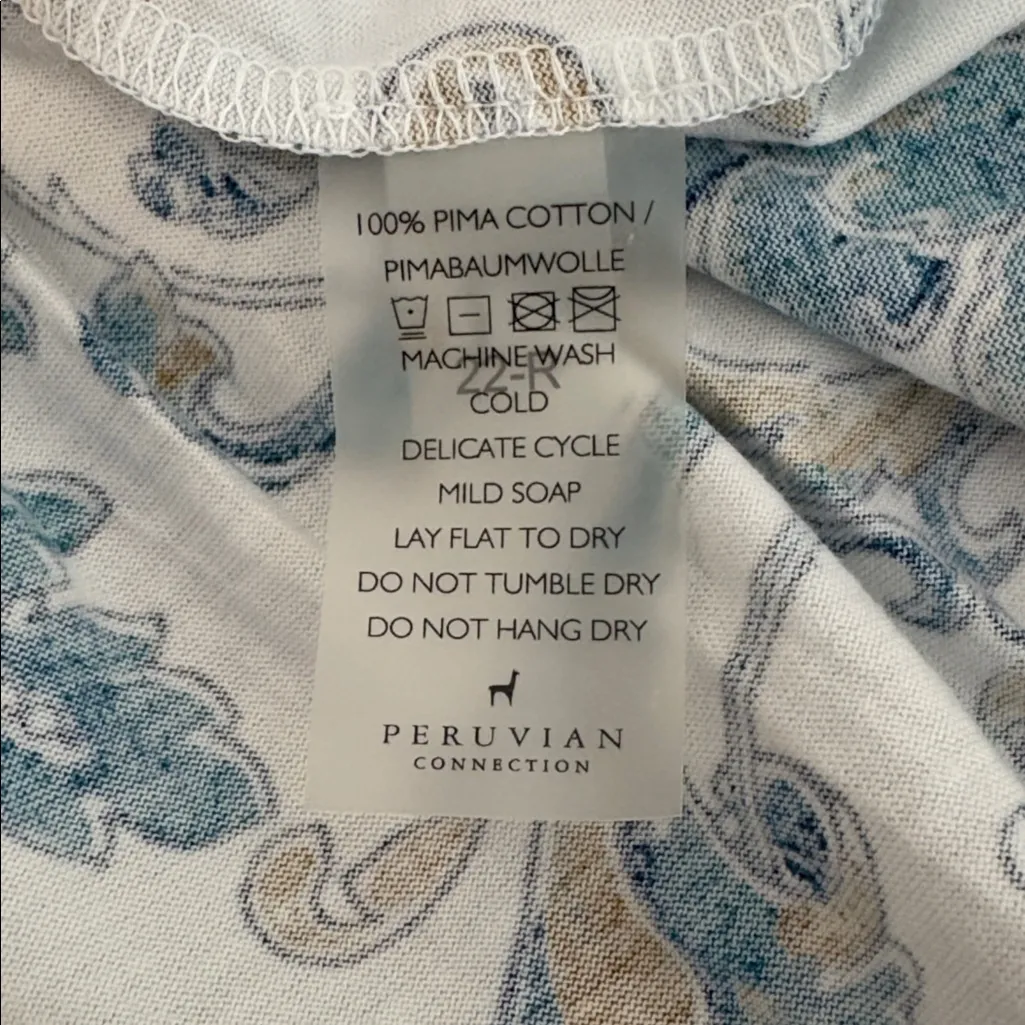 100% PIMA COTTON /
PIMABAUMWOLLE
MACHINE WASH
22-R
COLD
DELICATE CYCLE
MILD SOAP
LAY FLAT TO DRY
DO NOT TUMBLE DRY
DO NOT HANG DRY
PERUVIAN
CONNECTION